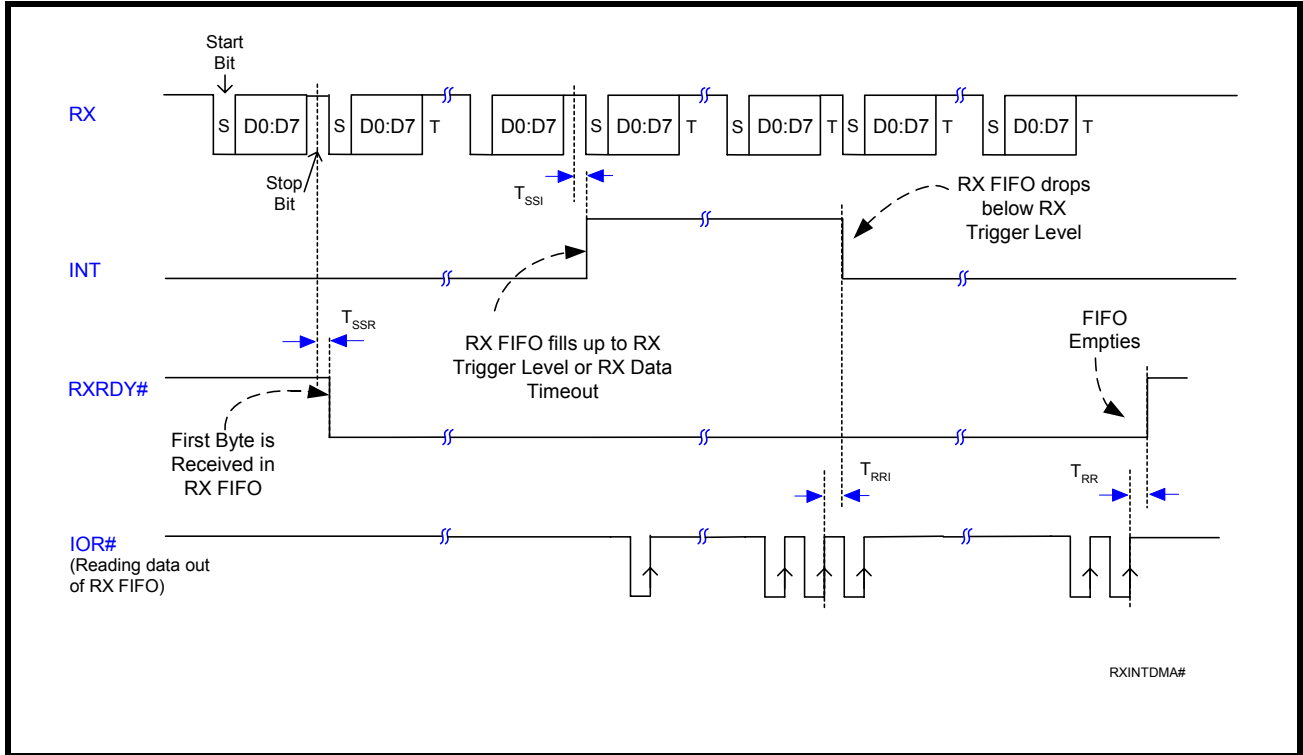 Start
Bit
RX
S D0:D7 S D0:D7 T D0:D7 S D0:D7 T S D0:D7 T S D0:D7 T S D0:D7 T
Stop
Bit
TSSI
RX FIFO drops
below RX
Trigger Level
INT
TSSR
RX FIFO fills up to RX
Trigger Level or RX Data
Timeout
FIFO
Empties
RXRDY#
First Byte is
Received in
RX FIFO
TRRI
TRR
IOR#
(Reading data out
of RX FIFO)
RXINTDMA#